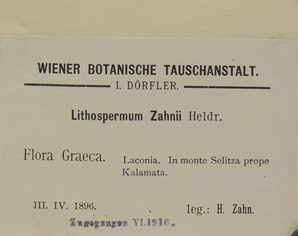 WIENER BOTANISCHE TAUSCHANSTALT.
I. DÖRFLER.
Lithospermum Zahnii Heldr.
Flora Graeca. Laconia. In monte Selitza prope
Kalamata.
III. IV. 1896. leg.: H. Zahn.
Zugegangen VI.1916.